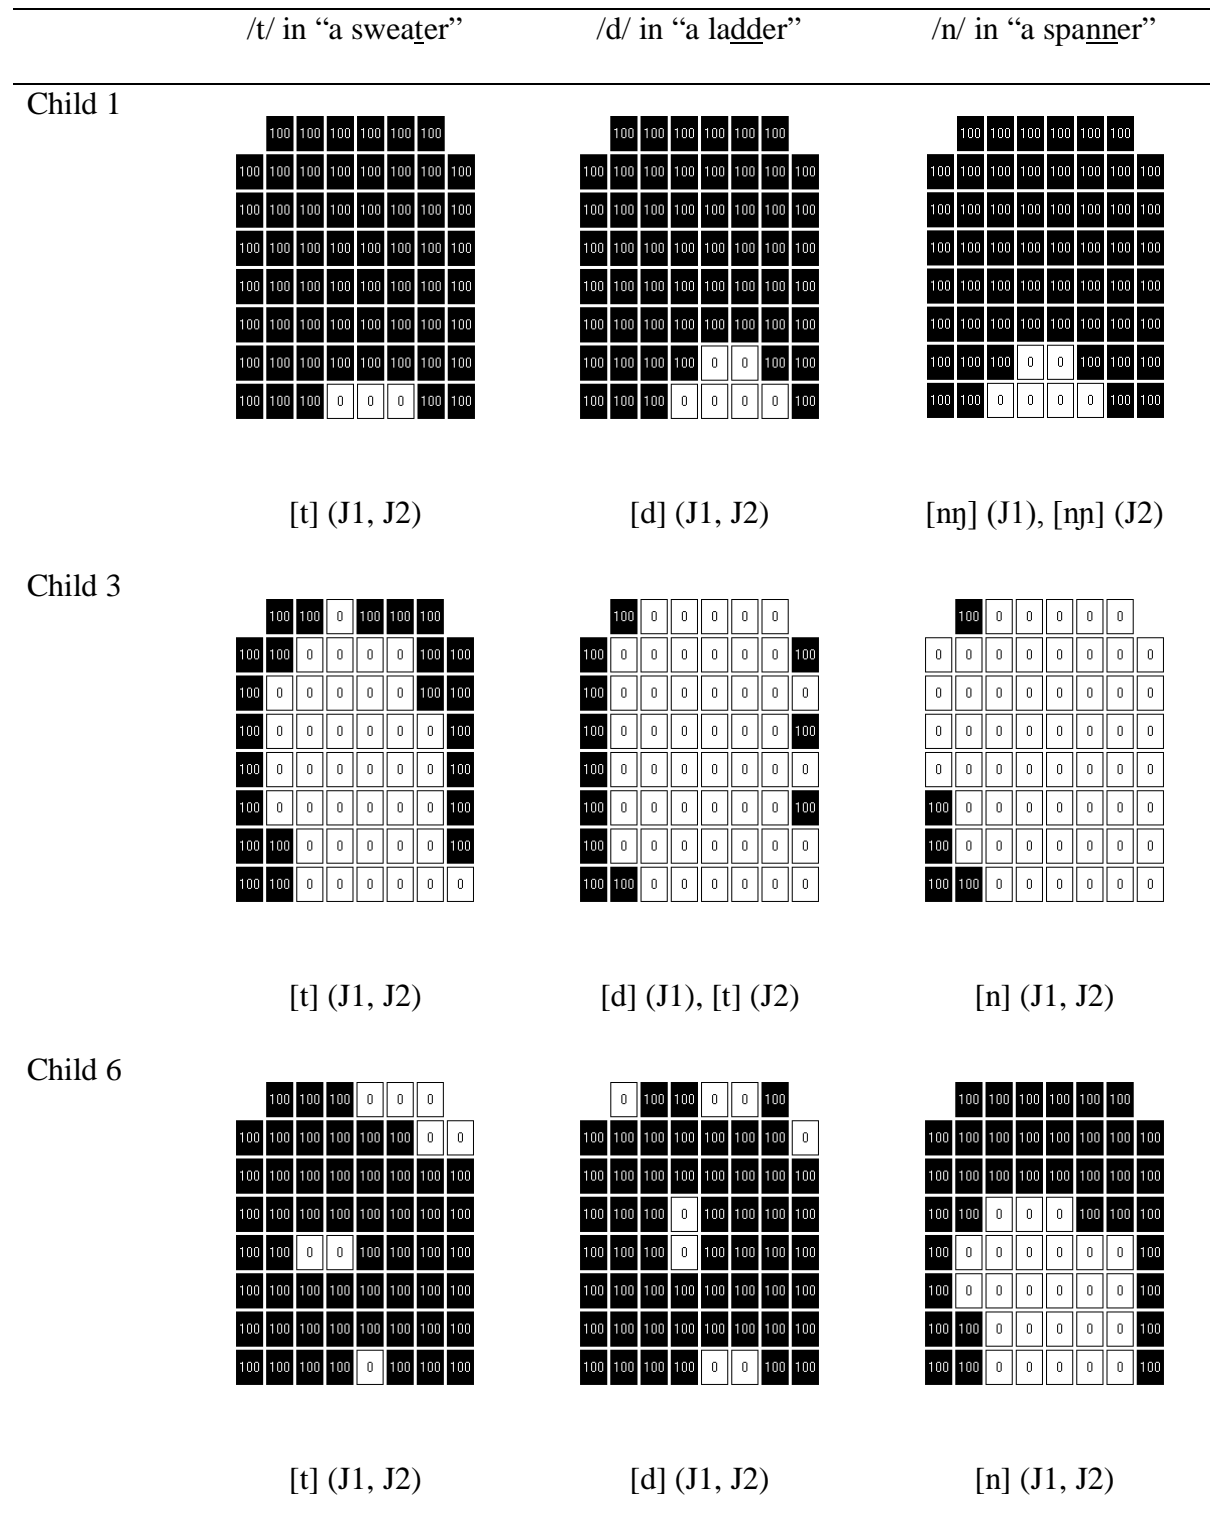 /t/ in “a sweater” /d/ in “a ladder” /n/ in “a spanner”
Child 1
100 100 100 100 100 100 100 100 100 100 100 100 100 100 100 100 100 100
100 100 100 100 100 100 100 100 100 100 100 100 100 100 100 100 100 100 100 100 100 100 100 100
100 100 100 100 100 100 100 100 100 100 100 100 100 100 100 100 100 100 100 100 100 100 100 100
100 100 100 100 100 100 100 100 100 100 100 100 100 100 100 100 100 100 100 100 100 100 100 100
100 100 100 100 100 100 100 100 100 100 100 100 100 100 100 100 100 100 100 100 100 100 100 100
100 100 100 100 100 100 100 100 100 100 100 100 100 100 100 100 100 100 100 100 100 100 100 100
100 100 100 100 100 100 100 100 100 100 100 100 0 0 100 100 100 100 100 0 0 100 100 100
100 100 100 0 0 0 100 100 100 100 100 0 0 0 0 100 100 100 0 0 0 0 100 100
[t] (J1, J2) [d] (J1, J2) [nŋ] (J1), [nɲ] (J2)
Child 3
100 100 0 100 100 100 100 0 0 0 0 0 100 0 0 0 0 0
100 100 0 0 0 0 100 100 100 0 0 0 0 0 0 100 0 0 0 0 0 0 0 0
100 0 0 0 0 0 100 100 100 0 0 0 0 0 0 0 0 0 0 0 0 0 0 0
100 0 0 0 0 0 0 100 100 0 0 0 0 0 0 100 0 0 0 0 0 0 0 0
100 0 0 0 0 0 0 100 100 0 0 0 0 0 0 0 0 0 0 0 0 0 0 0
100 0 0 0 0 0 0 100 100 0 0 0 0 0 0 100 100 0 0 0 0 0 0 0
100 100 0 0 0 0 0 100 100 0 0 0 0 0 0 0 100 0 0 0 0 0 0 0
100 100 0 0 0 0 0 0 100 100 0 0 0 0 0 0 100 100 0 0 0 0 0 0
[t] (J1, J2) [d] (J1), [t] (J2) [n] (J1, J2)
Child 6
100 100 100 0 0 0 0 100 100 0 0 100 100 100 100 100 100 100
100 100 100 100 100 100 0 0 100 100 100 100 100 100 100 0 100 100 100 100 100 100 100 100
100 100 100 100 100 100 100 100 100 100 100 100 100 100 100 100 100 100 100 100 100 100 100 100
100 100 100 100 100 100 100 100 100 100 100 0 100 100 100 100 100 100 0 0 0 100 100 100
100 100 0 0 100 100 100 100 100 100 100 0 100 100 100 100 100 0 0 0 0 0 0 100
100 100 100 100 100 100 100 100 100 100 100 100 100 100 100 100 100 0 0 0 0 0 0 100
100 100 100 100 100 100 100 100 100 100 100 100 100 100 100 100 100 100 0 0 0 0 0 100
100 100 100 100 0 100 100 100 100 100 100 100 0 0 100 100 100 100 0 0 0 0 0 100
[t] (J1, J2) [d] (J1, J2) [n] (J1, J2)